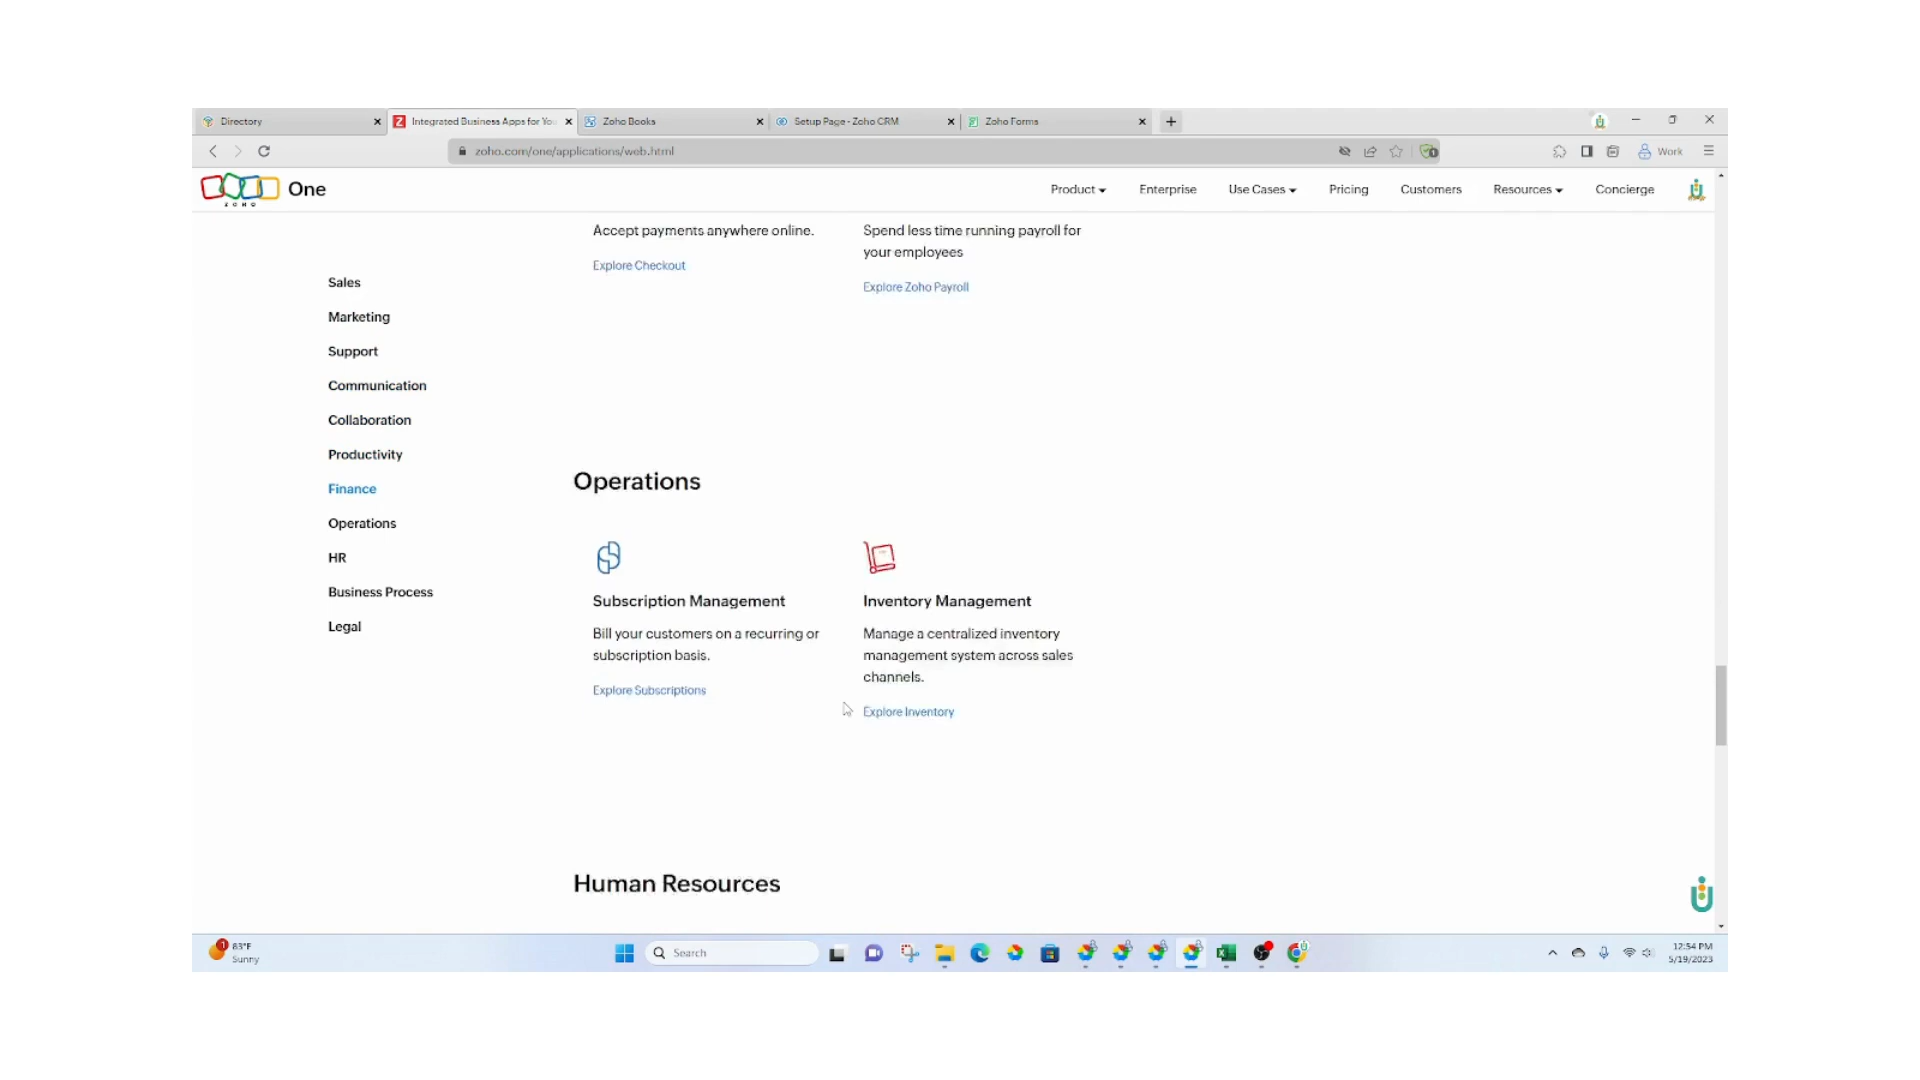 Directory
Integrated Business Apps for You
Zoho Books
Setup Page - Zoho CRM
Zoho Forms
zoho.com/one/applications/web.html
Work
ZOHO
One
Product
Enterprise
Use Cases
Pricing
Customers
Resources
Concierge
Accept payments anywhere online.
Explore Checkout
Spend less time running payroll for
your employees
Explore Zoho Payroll
Sales
Marketing
Support
Communication
Collaboration
Productivity
Finance
Operations
HR
Business Process
Legal
Operations
Subscription Management
Bill your customers on a recurring or
subscription basis.
Explore Subscriptions
Inventory Management
Manage a centralized inventory
management system across sales
channels.
Explore Inventory
Human Resources
1
83°F
Sunny
Search
12:54 PM
5/19/2023